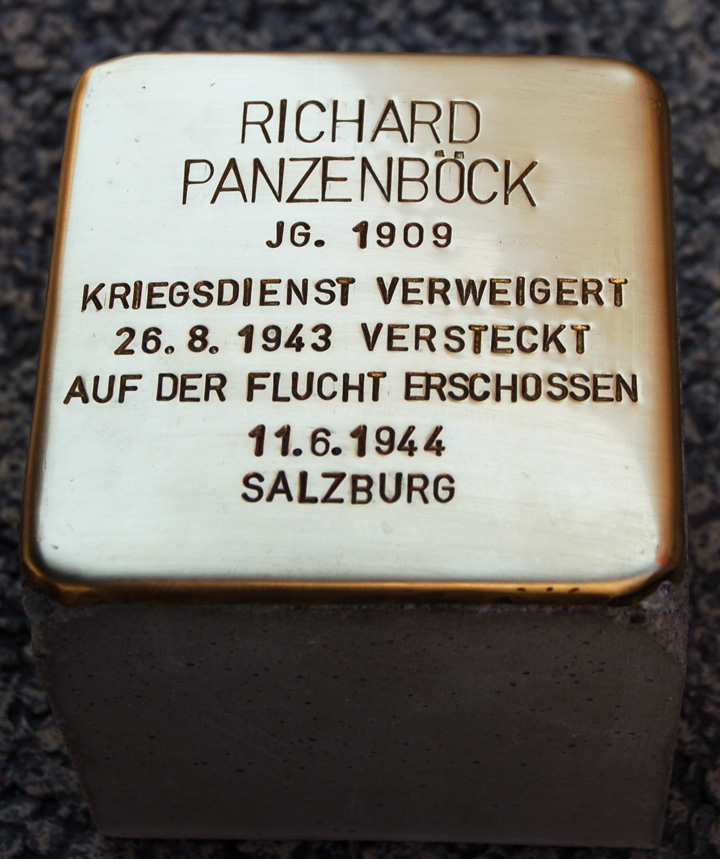 RICHARD
PANZENBÖCK
JG. 1909
KRIEGSDIENST VERWEIGERT
26.8.1943 VERSTECKT
AUF DER FLUCHT ERSCHOSSEN
11.6.1944
SALZBURG